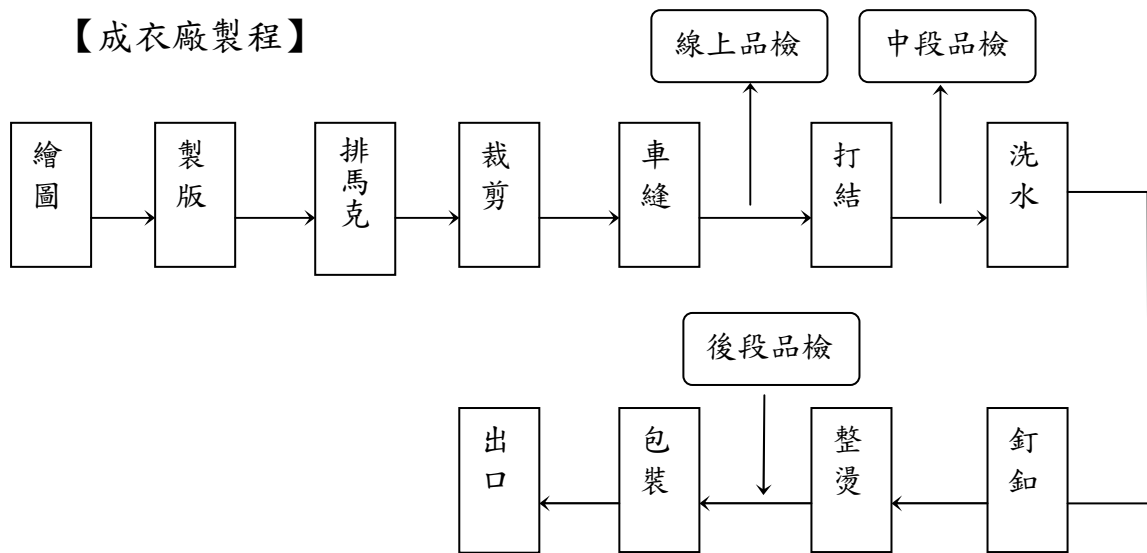 【成衣廠製程】
線上品檢
中段品檢
繪圖
製版
排馬克
裁剪
車縫
打結
洗水
後段品檢
出口
包裝
整燙
釘釦